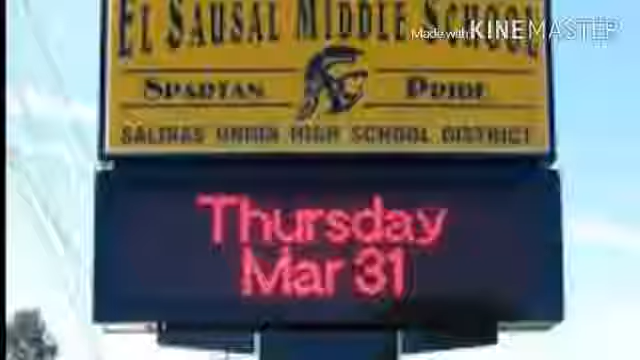 Made with KINEMASTER
EL SAUSAL MIDDLE SCHOOL
SPARTAN PRIDE
SALINAS UNION HIGH SCHOOL DISTRICT
Thursday
Mar 31